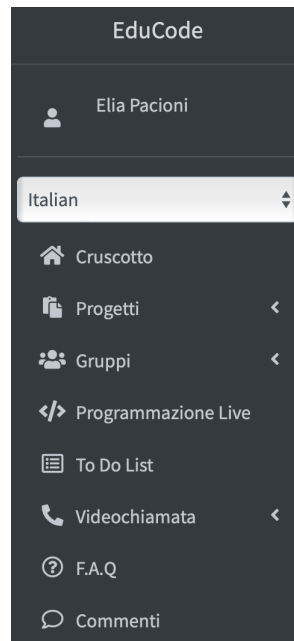 EduCode
Elia Pacioni
Italian
Cruscotto
Progetti
Gruppi
Programmazione Live
To Do List
Videochiamata
F.A.Q
Commenti